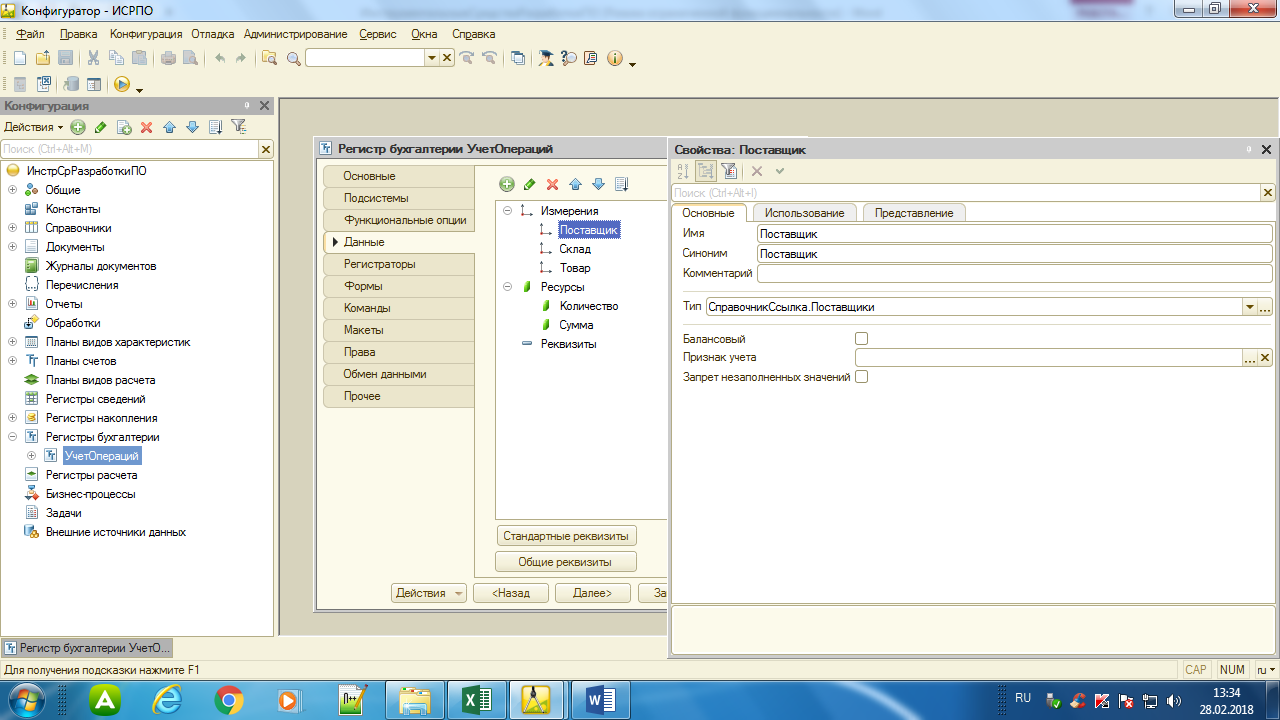 Конфигуратор - ИСРПО
Файл Правка Конфигурация Отладка Администрирование Сервис Окна Справка
Конфигурация
Действия
Поиск (Ctrl+Alt+M)
ИнстрСрРазработкиПО
Общие
Константы
Справочники
Документы
Журналы документов
Перечисления
Отчеты
Обработки
Планы видов характеристик
Планы счетов
Планы видов расчета
Регистры сведений
Регистры накопления
Регистры бухгалтерии
УчетОпераций
Регистры расчета
Бизнес-процессы
Задачи
Внешние источники данных
Регистр бухгалтерии УчетОпераций
Основные
Подсистемы
Функциональные опции
Данные
Регистраторы
Формы
Команды
Макеты
Права
Обмен данными
Прочее
Измерения
Поставщик
Склад
Товар
Ресурсы
Количество
Сумма
Реквизиты
Стандартные реквизиты
Общие реквизиты
Действия <Назад Далее> За
Свойства: Поставщик
Поиск (Ctrl+Alt+I)
Основные Использование Представление
Имя Поставщик
Синоним Поставщик
Комментарий
Тип СправочникСсылка.Поставщики
Балансовый
Признак учета
Запрет незаполненных значений
Регистр бухгалтерии УчетО...
Для получения подсказки нажмите F1
CAP NUM ru
RU
13:34
28.02.2018